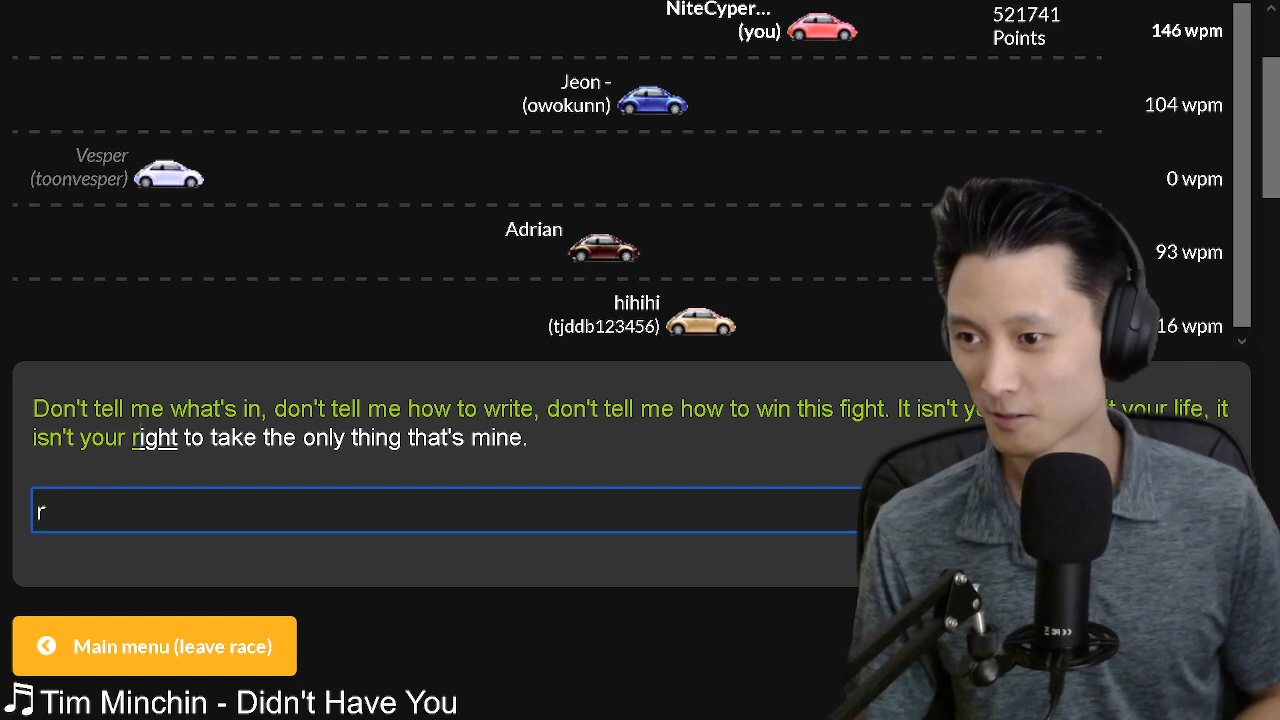 NiteCyper...
(you)
521741
Points
146 wpm
Jeon -
(owokunn)
104 wpm
Vesper
(toonvesper)
0 wpm
Adrian
93 wpm
hihihi
(tjddb123456)
16 wpm
Don't tell me what's in, don't tell me how to write, don't tell me how to win this fight. It isn't your life, it
isn't your right to take the only thing that's mine.
r
Main menu (leave race)
Tim Minchin - Didn't Have You